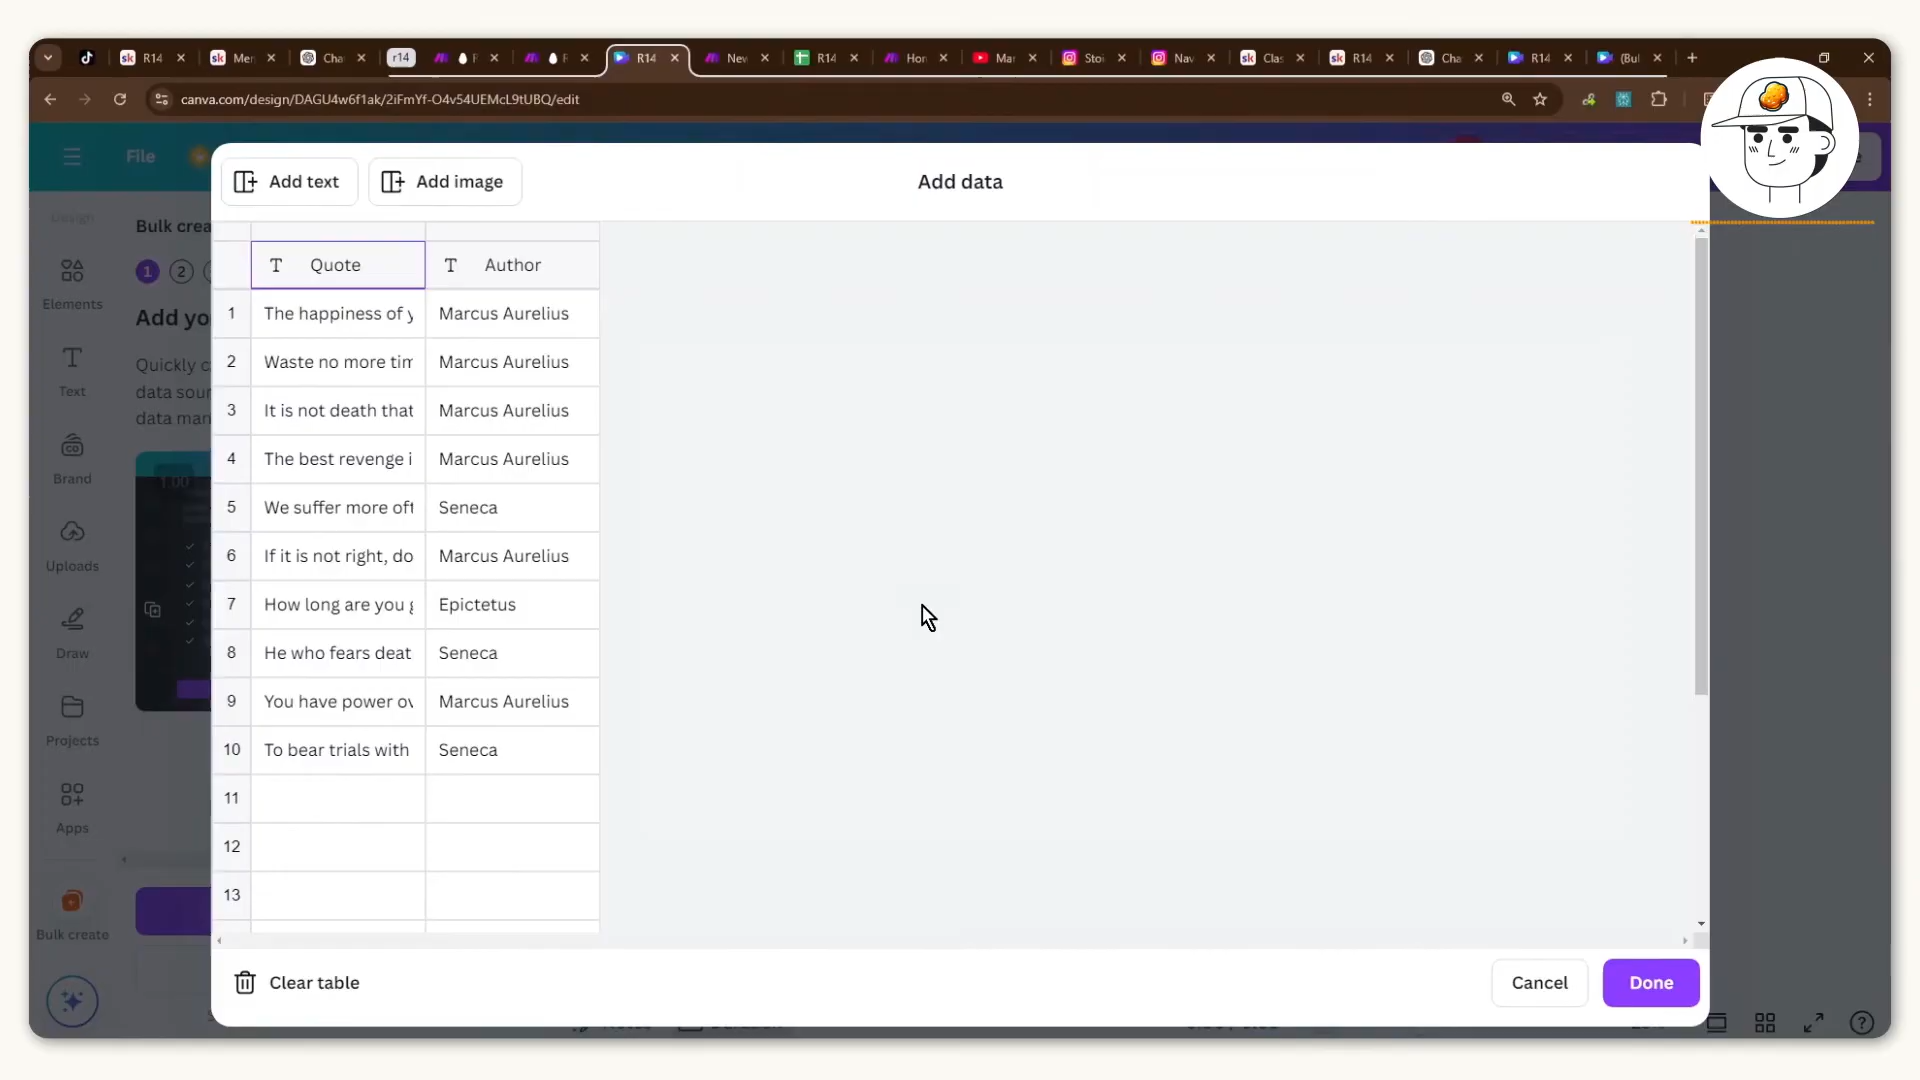 R14
Mer
Cha
r14
F
F
R14
New
R14
Hon
Mar
Stoi
Nav
Clas
R14
Cha
R14
(Bul
canva.com/design/DAGU4w6f1ak/2iFmYf-O4v54UEMcL9tUBQ/edit
File
Add text
Add image
Add data
Design
Elements
Text
Brand
Uploads
Draw
Projects
Apps
Bulk create
Bulk crea
1 2
Add yo
Quickly c
data sour
data man
1.00
Quote Author
1 The happiness of y Marcus Aurelius
2 Waste no more tim Marcus Aurelius
3 It is not death that Marcus Aurelius
4 The best revenge i Marcus Aurelius
5 We suffer more oft Seneca
6 If it is not right, do Marcus Aurelius
7 How long are you g Epictetus
8 He who fears deat Seneca
9 You have power ov Marcus Aurelius
10 To bear trials with Seneca
11
12
13
Clear table
Cancel
Done